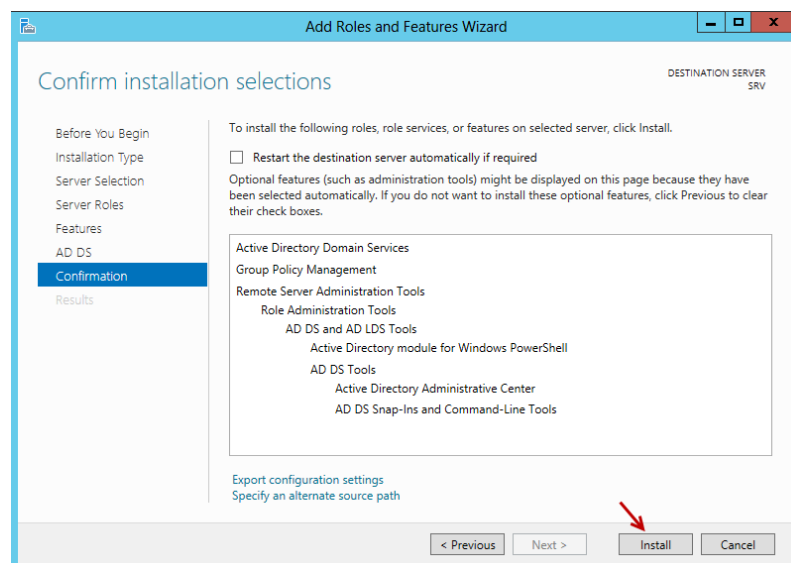 Add Roles and Features Wizard
Confirm installation selections
DESTINATION SERVER
SRV
Before You Begin
Installation Type
Server Selection
Server Roles
Features
AD DS
Confirmation
Results
To install the following roles, role services, or features on selected server, click Install.
Restart the destination server automatically if required
Optional features (such as administration tools) might be displayed on this page because they have
been selected automatically. If you do not want to install these optional features, click Previous to clear
their check boxes.
Active Directory Domain Services
Group Policy Management
Remote Server Administration Tools
Role Administration Tools
AD DS and AD LDS Tools
Active Directory module for Windows PowerShell
AD DS Tools
Active Directory Administrative Center
AD DS Snap-Ins and Command-Line Tools
Export configuration settings
Specify an alternate source path
< Previous
Next >
Install
Cancel